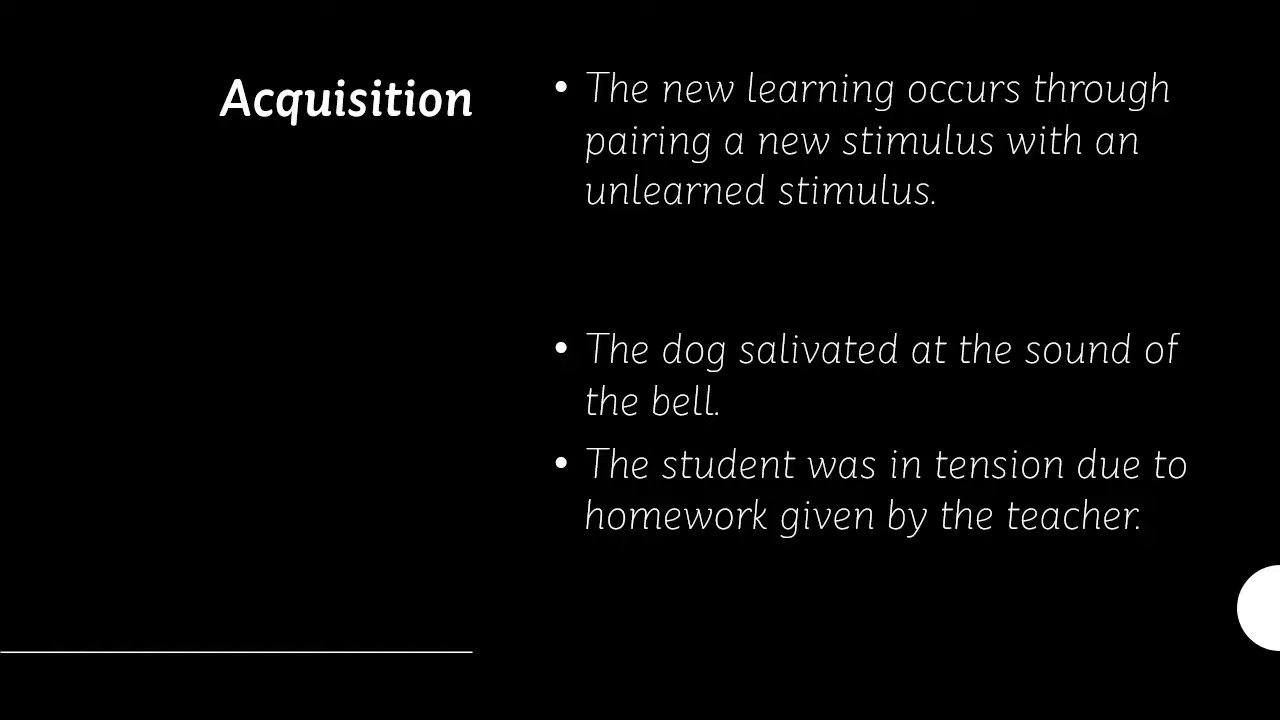 Acquisition
• The new learning occurs through
pairing a new stimulus with an
unlearned stimulus.
• The dog salivated at the sound of
the bell.
• The student was in tension due to
homework given by the teacher.